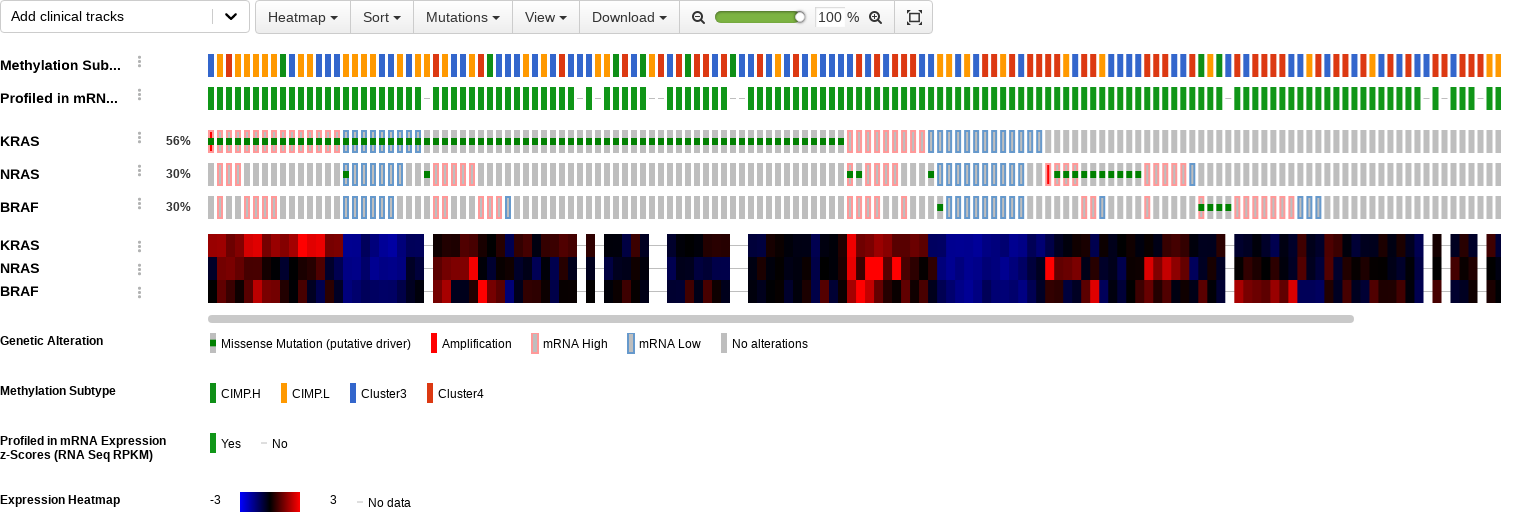 Add clinical tracks
Heatmap Sort Mutations View Download 100 %
Methylation Sub...
Profiled in mRN...
KRAS 56%
NRAS 30%
BRAF 30%
KRAS
NRAS
BRAF
Genetic Alteration Missense Mutation (putative driver) Amplification mRNA High mRNA Low No alterations
Methylation Subtype CIMP.H CIMP.L Cluster3 Cluster4
Profiled in mRNA Expression
z-Scores (RNA Seq RPKM) Yes No
Expression Heatmap -3 3 No data